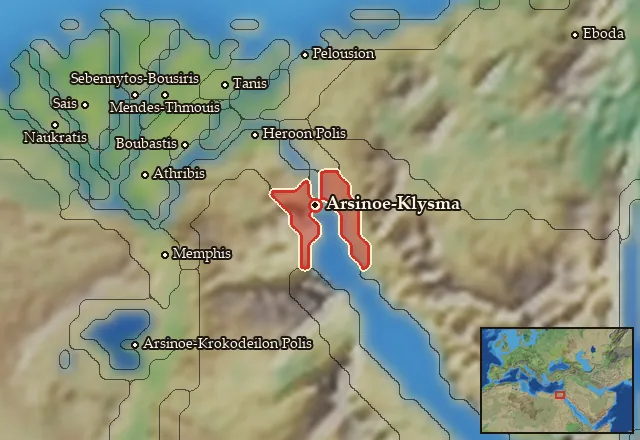 Eboda
Pelousion
Sebennytos-Bousiris
Tanis
Sais
Mendes-Thmouis
Naukratis
Heroon Polis
Boubastis
Athribis
Arsinoe-Klysma
Memphis
Arsinoe-Krokodeilon Polis